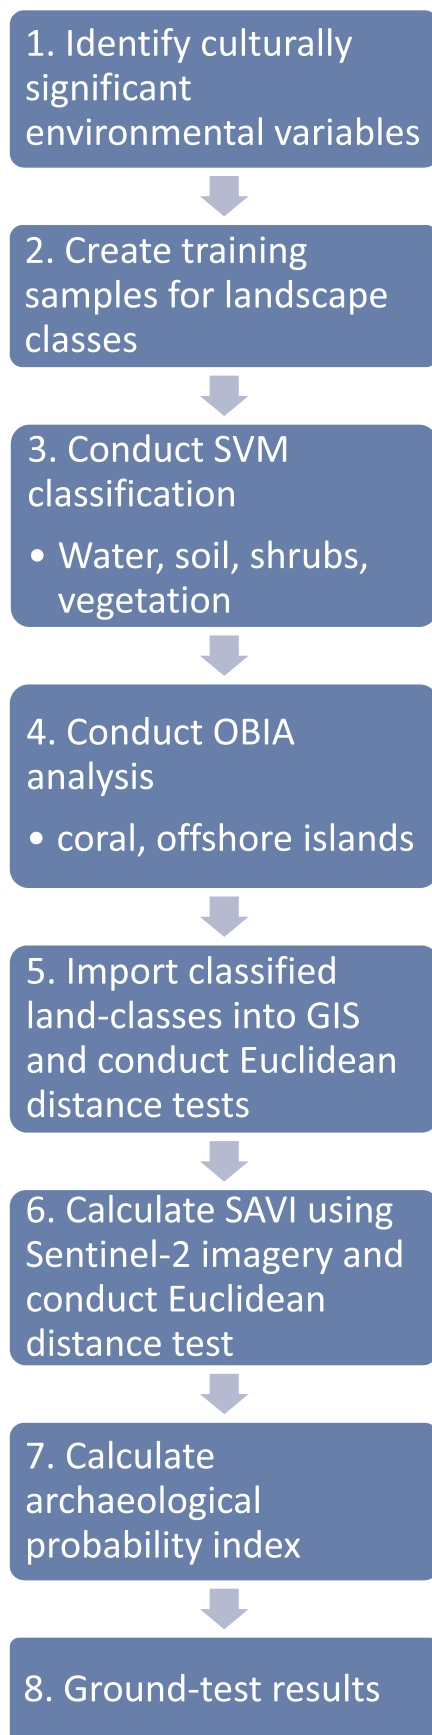 1. Identify culturally
significant
environmental variables
2. Create training
samples for landscape
classes
3. Conduct SVM
classification
• Water, soil, shrubs,
vegetation
4. Conduct OBIA
analysis
• coral, offshore islands
5. Import classified
land-classes into GIS
and conduct Euclidean
distance tests
6. Calculate SAVI using
Sentinel-2 imagery and
conduct Euclidean
distance test
7. Calculate
archaeological
probability index
8. Ground-test results